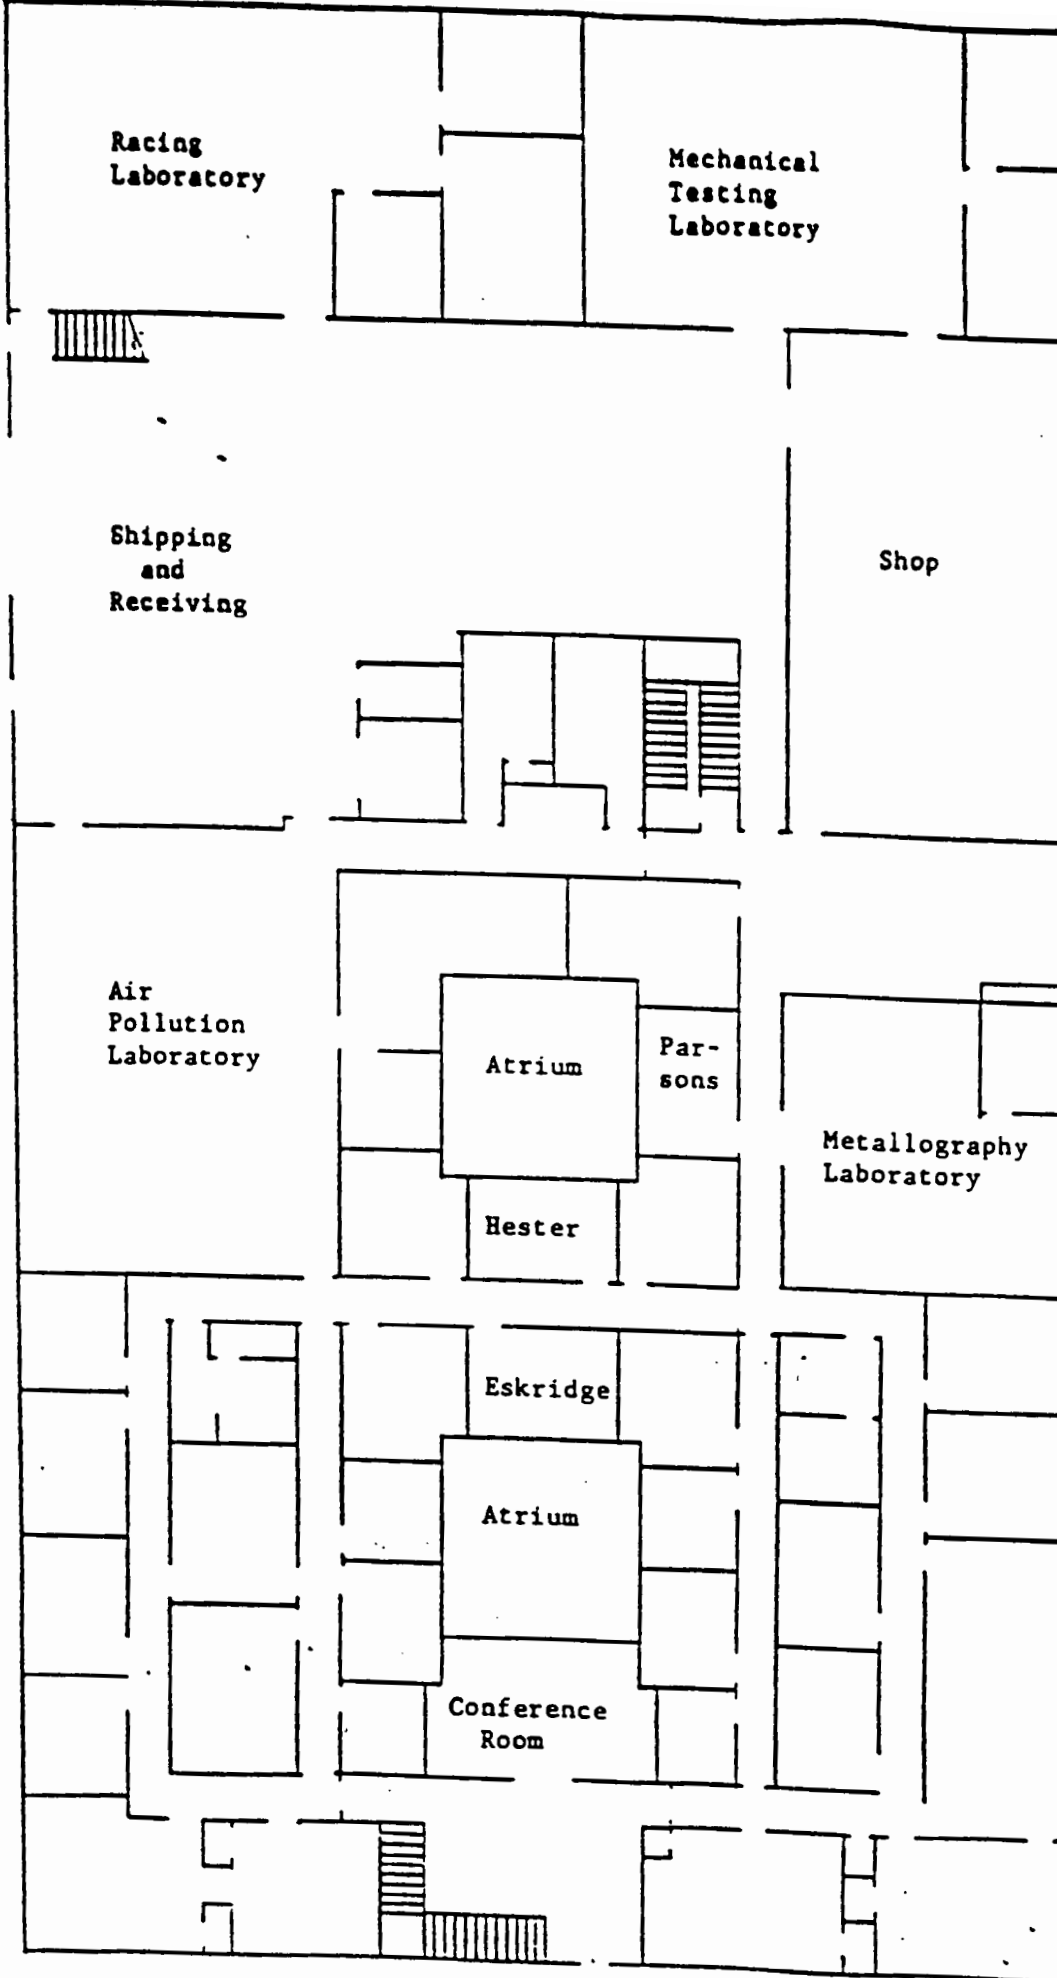 Racing
Laboratory
Mechanical
Testing
Laboratory
Shipping
and
Receiving
Shop
Air
Pollution
Laboratory
Atrium
Par-
sons
Metallography
Laboratory
Hester
Eskridge
Atrium
Conference
Room